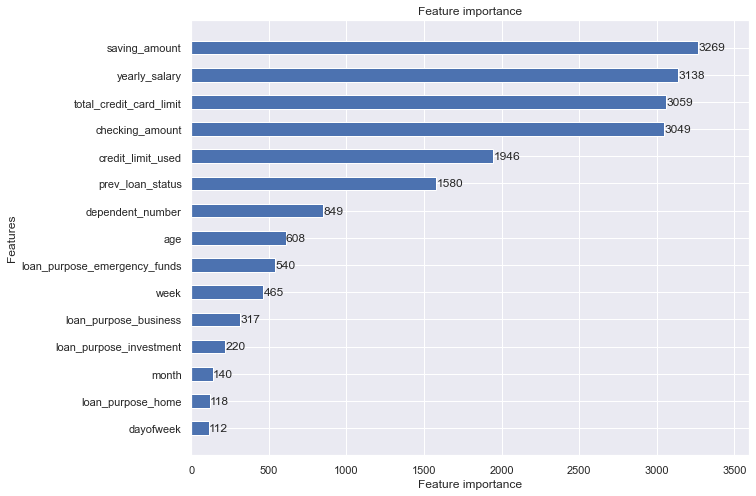 Feature importance
saving_amount 3269
yearly_salary 3138
total_credit_card_limit 3059
checking_amount 3049
credit_limit_used 1946
prev_loan_status 1580
dependent_number 849
age 608
loan_purpose_emergency_funds 540
week 465
loan_purpose_business 317
loan_purpose_investment 220
month 140
loan_purpose_home 118
dayofweek 112
Features
0 500 1000 1500 2000 2500 3000 3500
Feature importance